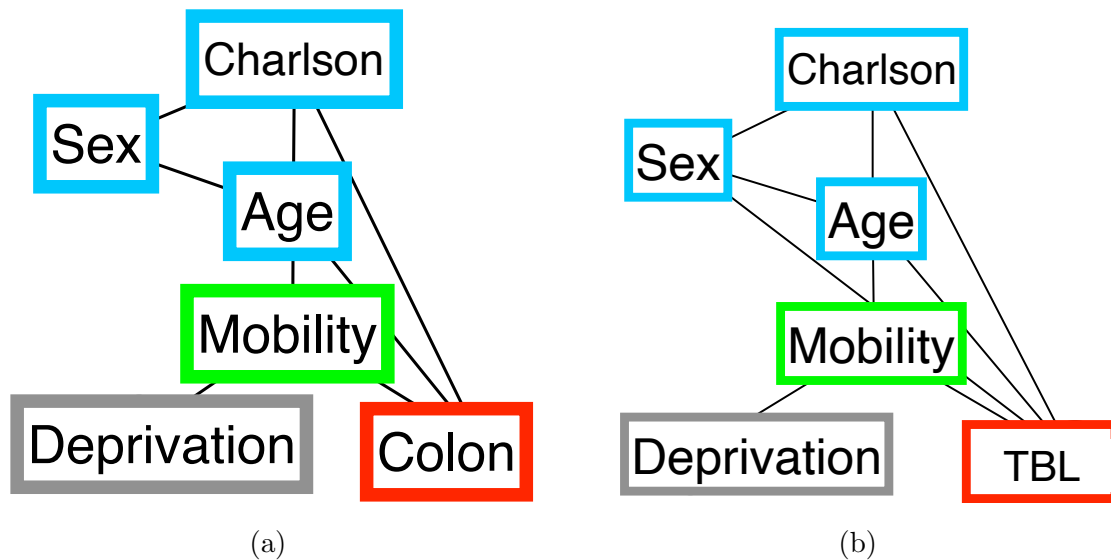 Charlson
Sex
Age
Mobility
Deprivation
Colon
(a)
Charlson
Sex
Age
Mobility
Deprivation
TBL
(b)